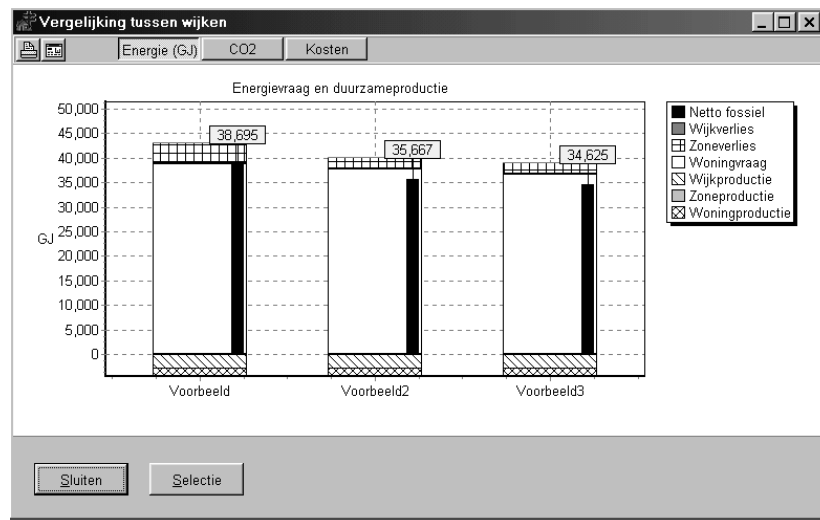 Vergelijking tussen wijken
Energie (GJ) CO2 Kosten
Energievraag en duurzameproductie
50,000
45,000
40,000
35,000
30,000
25,000
20,000
15,000
10,000
5,000
0
GJ
38,695
35,667
34,625
Voorbeeld Voorbeeld2 Voorbeeld3
Netto fossiel
Wijkverlies
Zoneverlies
Woningvraag
Wijkproductie
Zoneproductie
Woningproductie
Sluiten Selectie